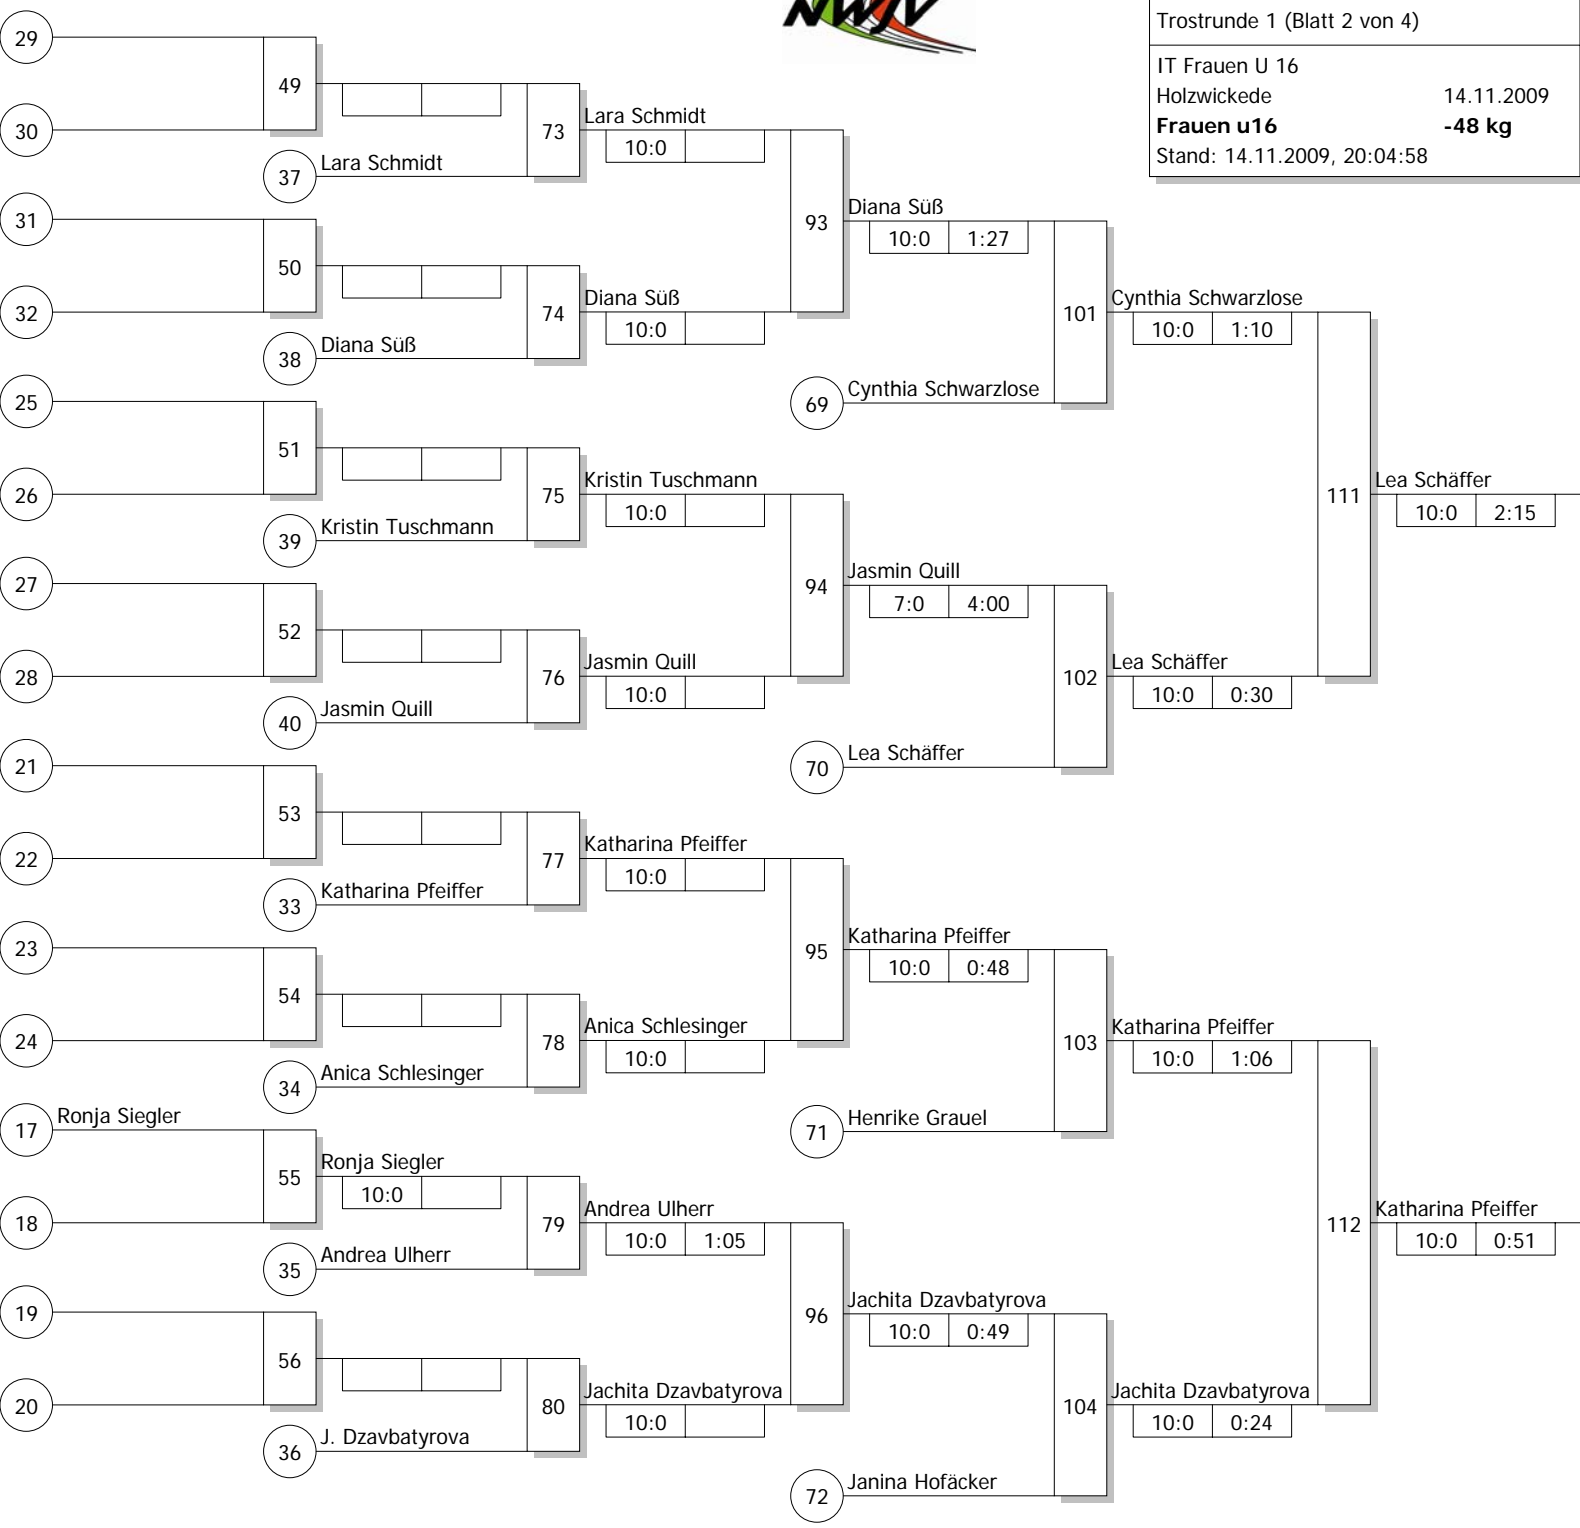 NWJV
Trostrunde 1 (Blatt 2 von 4)
IT Frauen U 16
Holzwickede 14.11.2009
Frauen u16 -48 kg
Stand: 14.11.2009, 20:04:58
29
49
30
73
Lara Schmidt
10:0
37
Lara Schmidt
31
93
Diana Süß
10:0 1:27
50
32
74
Diana Süß
10:0
101
Cynthia Schwarzlose
10:0 1:10
38
Diana Süß
25
69
Cynthia Schwarzlose
51
26
75
Kristin Tuschmann
10:0
111
Lea Schäffer
10:0 2:15
39
Kristin Tuschmann
27
94
Jasmin Quill
7:0 4:00
52
28
76
Jasmin Quill
10:0
102
Lea Schäffer
10:0 0:30
40
Jasmin Quill
21
70
Lea Schäffer
53
22
77
Katharina Pfeiffer
10:0
33
Katharina Pfeiffer
23
95
Katharina Pfeiffer
10:0 0:48
54
24
78
Anica Schlesinger
10:0
103
Katharina Pfeiffer
10:0 1:06
34
Anica Schlesinger
17
Ronja Siegler
71
Henrike Grauel
55
Ronja Siegler
10:0
18
79
Andrea Ulherr
10:0 1:05
112
Katharina Pfeiffer
10:0 0:51
35
Andrea Ulherr
19
96
Jachita Dzavbatyrova
10:0 0:49
56
20
80
Jachita Dzavbatyrova
10:0
104
Jachita Dzavbatyrova
10:0 0:24
36
J. Dzavbatyrova
72
Janina Hofäcker